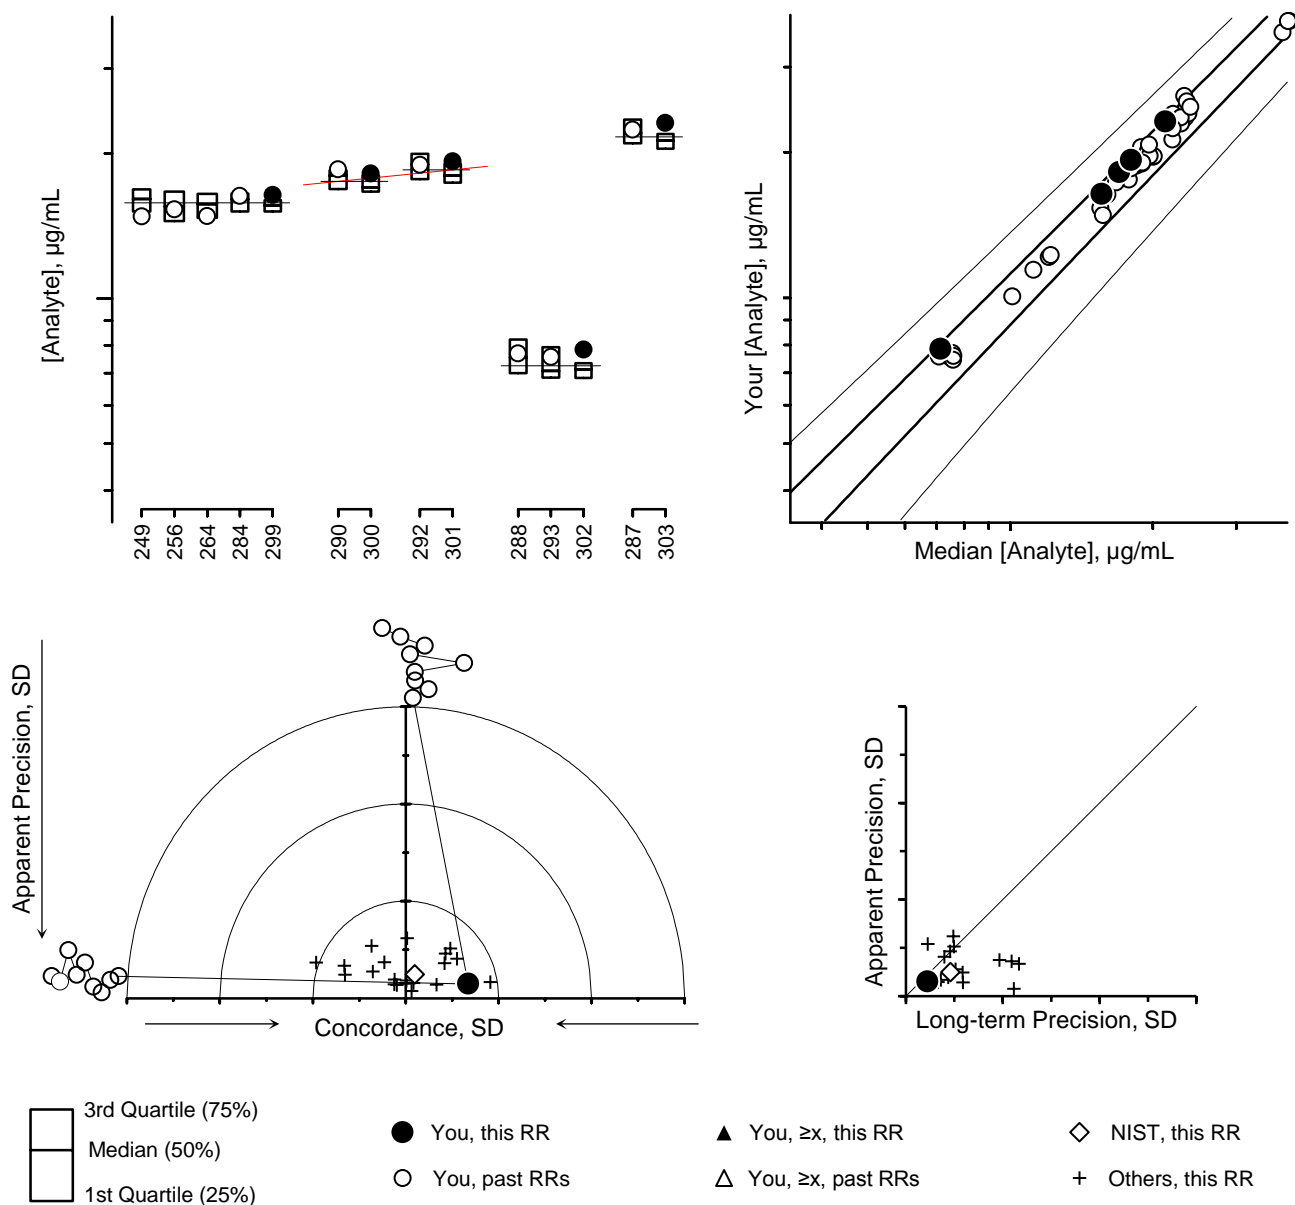 [Analyte], µg/mL
249
256
264
284
299
290
300
292
301
288
293
302
287
303
Your [Analyte], µg/mL
Median [Analyte], µg/mL
Apparent Precision, SD
Concordance, SD
Apparent Precision, SD
Long-term Precision, SD
3rd Quartile (75%)
Median (50%)
1st Quartile (25%)
You, this RR
You, past RRs
You, ≥x, this RR
You, ≥x, past RRs
NIST, this RR
Others, this RR